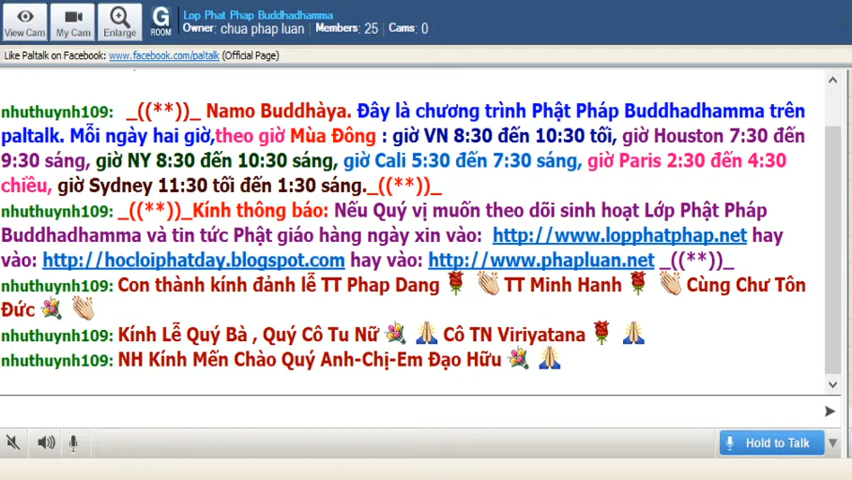 Lop Phat Phap Buddhadhamma
Owner: chua phap luan Members: 25 Cams: 0
View Cam
My Cam
Enlarge
G
ROOM
Like Paltalk on Facebook: www.facebook.com/paltalk (Official Page)
nhuthuynh109: _((**))_ Namo Buddhàya. Đây là chương trình Phật Pháp Buddhadhamma trên
paltalk. Mỗi ngày hai giờ,theo giờ Mùa Đông : giờ VN 8:30 đến 10:30 tối, giờ Houston 7:30 đến
9:30 sáng, giờ NY 8:30 đến 10:30 sáng, giờ Cali 5:30 đến 7:30 sáng, giờ Paris 2:30 đến 4:30
chiều, giờ Sydney 11:30 tối đến 1:30 sáng._((**))_
nhuthuynh109: _((**))_Kính thông báo: Nếu Quý vị muốn theo dõi sinh hoạt Lớp Phật Pháp
Buddhadhamma và tin tức Phật giáo hàng ngày xin vào: http://www.lopphatphap.net hay
vào: http://hocloiphatday.blogspot.com hay vào: http://www.phapluan.net _((**))_
nhuthuynh109: Con thành kính đảnh lễ TT Phap Dang 🌹 👏 TT Minh Hanh 🌹 👏 Cùng Chư Tôn
Đức 💐 👏
nhuthuynh109: Kính Lễ Quý Bà , Quý Cô Tu Nữ 💐 🙏 Cô TN Viriyatana 🌹 🙏
nhuthuynh109: NH Kính Mến Chào Quý Anh-Chị-Em Đạo Hữu 💐 🙏
Hold to Talk